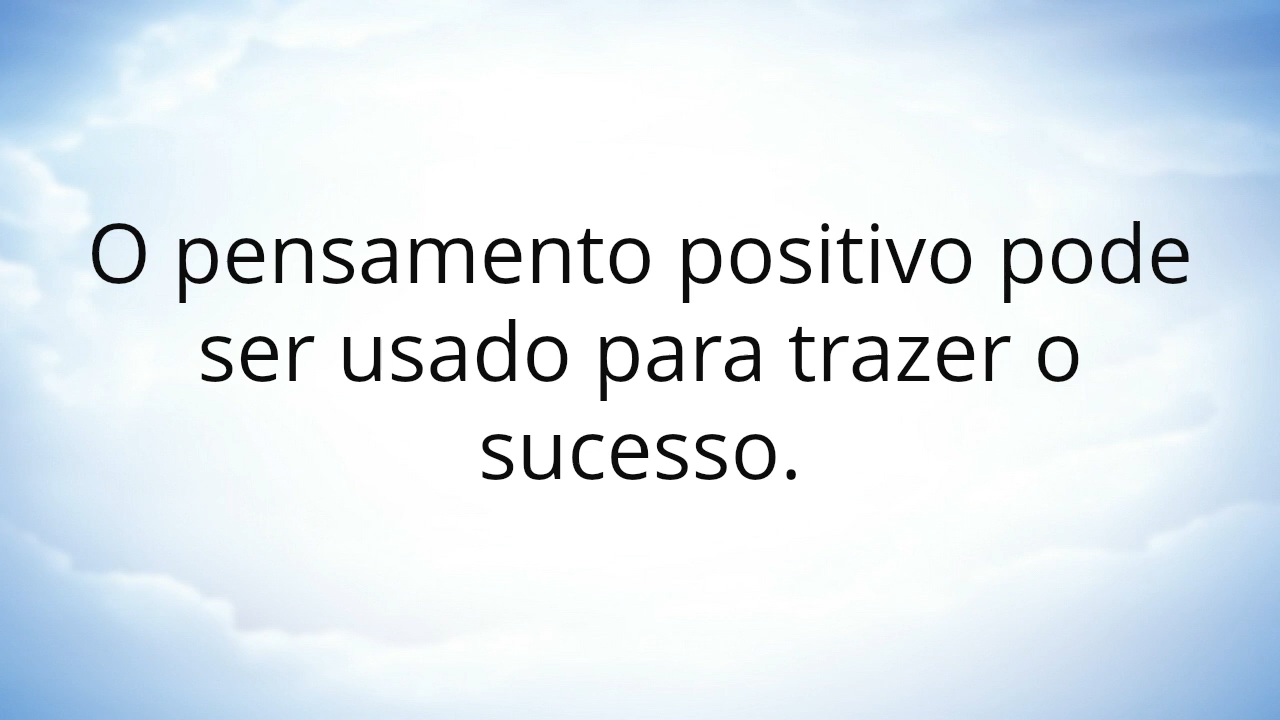 O pensamento positivo pode
ser usado para trazer o
sucesso.